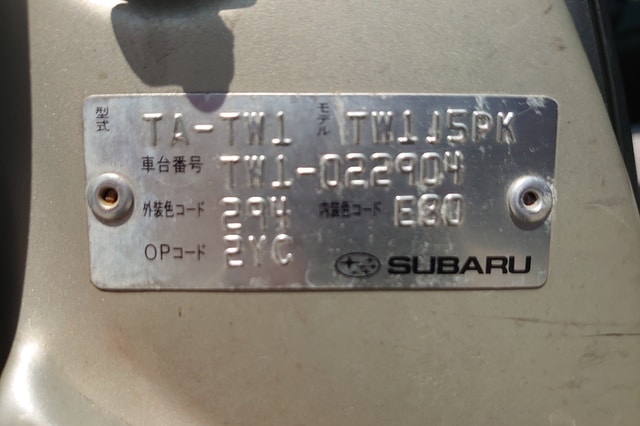 型式 TA-TW1 モデル TW1J5PK
車台番号 TW1-022904
外装色コード 294 内装色コード E80
OPコード 2YC SUBARU